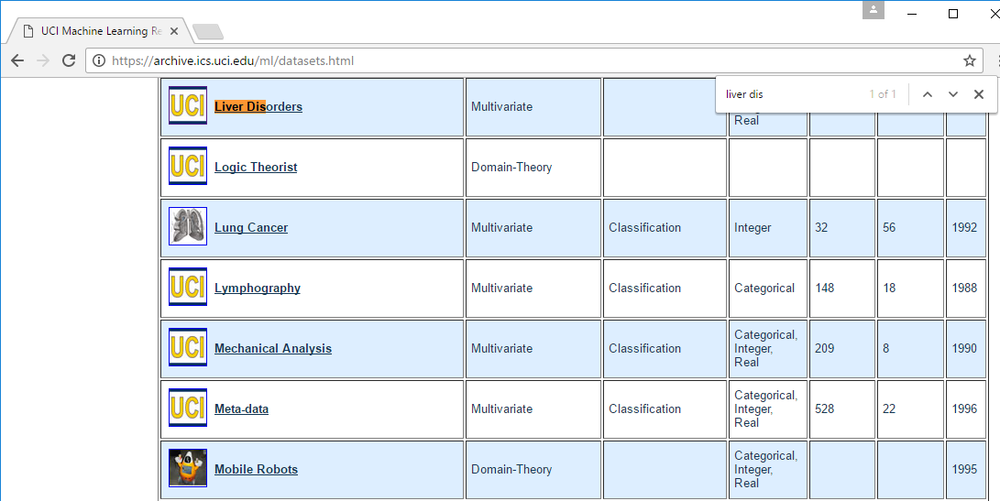 UCI Machine Learning Re
https://archive.ics.uci.edu/ml/datasets.html
liver dis 1 of 1
UCI Liver Disorders Multivariate
Real
UCI Logic Theorist Domain-Theory
Lung Cancer Multivariate Classification Integer 32 56 1992
UCI Lymphography Multivariate Classification Categorical 148 18 1988
UCI Mechanical Analysis Multivariate Classification Categorical, Integer, Real 209 8 1990
UCI Meta-data Multivariate Classification Categorical, Integer, Real 528 22 1996
Mobile Robots Domain-Theory Categorical, Integer, Real 1995